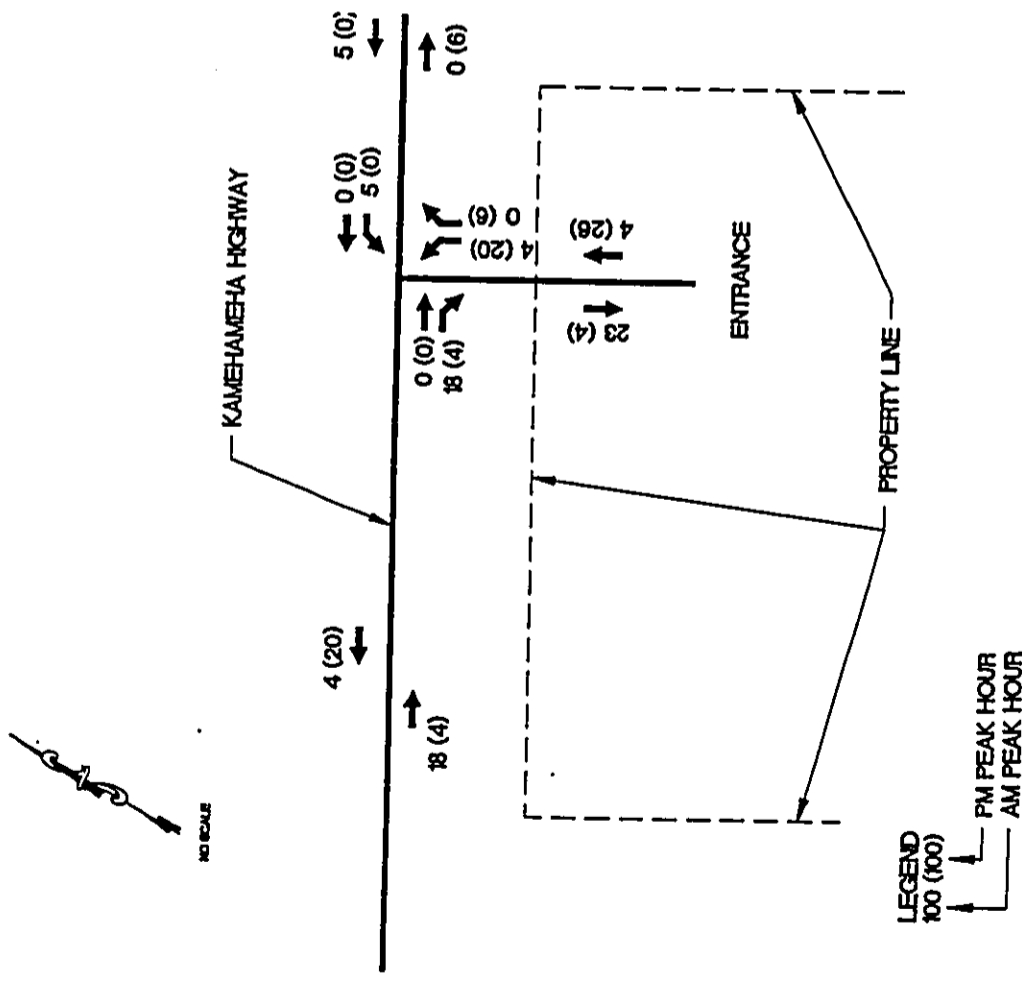 5 (0)
0 (6)
KAMEHAMEHA HIGHWAY
0 (0)
5 (0)
0 (6)
4 (20)
4 (26)
0 (0)
18 (4)
23 (4)
ENTRANCE
4 (20)
18 (4)
PROPERTY LINE
NO SCALE
LEGEND
100 (100)
PM PEAK HOUR
AM PEAK HOUR